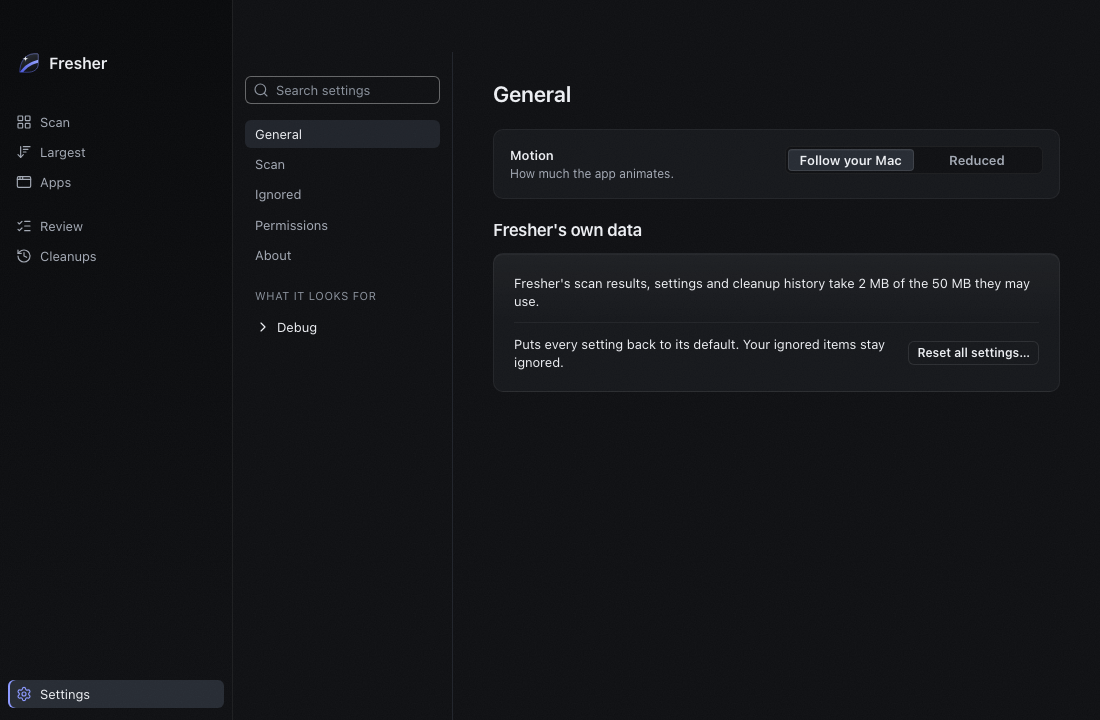 Fresher
Scan
Largest
Apps
Review
Cleanups
Settings
Search settings
General
Scan
Ignored
Permissions
About
WHAT IT LOOKS FOR
Debug
General
Motion
How much the app animates.
Follow your Mac
Reduced
Fresher's own data
Fresher's scan results, settings and cleanup history take 2 MB of the 50 MB they may
use.
Puts every setting back to its default. Your ignored items stay
ignored.
Reset all settings...